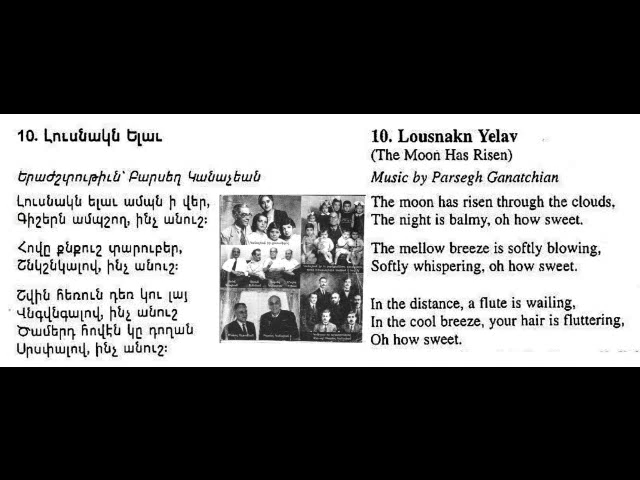 10. Լուսնակն Ելաւ
Երաժշտութիւն՝ Բարսեղ Կանաչեան
Լուսնակն ելաւ ամպն ի վեր,
Գիշերն ամպշող, ինչ անուշ։
Հովը քնքուշ տարուբեր,
Շնկշնկալով, ինչ անուշ։
Շվին հեռուն դեռ կու լայ
Վնգվնգալով, ինչ անուշ
Ծամերդ հովէն կը դողան
Սրսփալով, ինչ անուշ։
10. Lousnakn Yelav
(The Moon Has Risen)
Music by Parsegh Ganatchian
The moon has risen through the clouds,
The night is balmy, oh how sweet.
The mellow breeze is softly blowing,
Softly whispering, oh how sweet.
In the distance, a flute is wailing,
In the cool breeze, your hair is fluttering,
Oh how sweet.